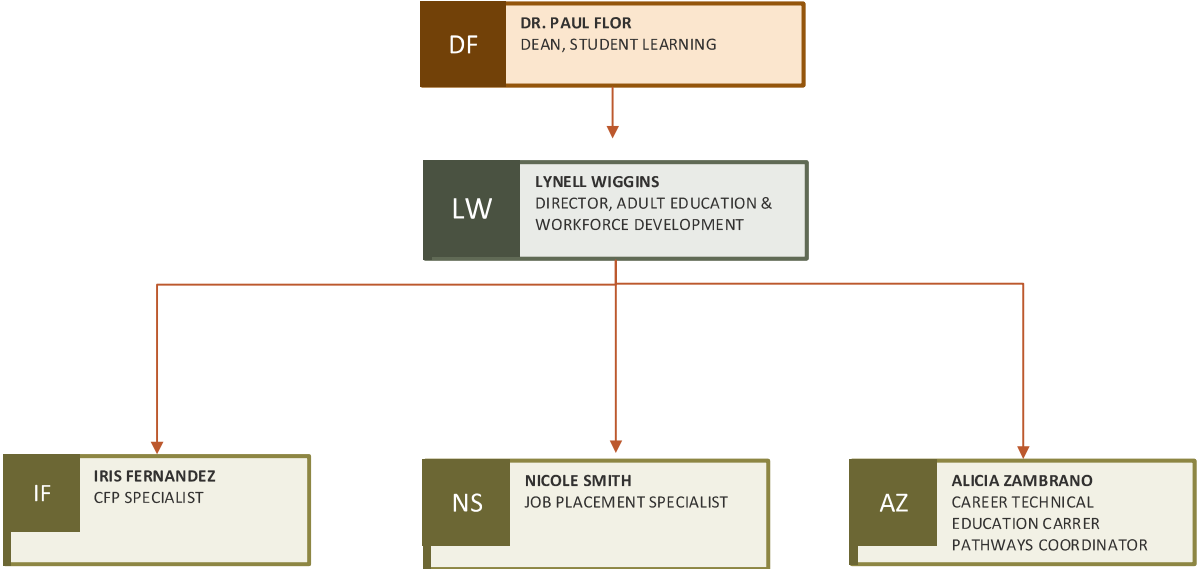 DF
DR. PAUL FLOR
DEAN, STUDENT LEARNING
LW
LYNELL WIGGINS
DIRECTOR, ADULT EDUCATION &
WORKFORCE DEVELOPMENT
IF
IRIS FERNANDEZ
CFP SPECIALIST
NS
NICOLE SMITH
JOB PLACEMENT SPECIALIST
AZ
ALICIA ZAMBRANO
CAREER TECHNICAL
EDUCATION CARRER
PATHWAYS COORDINATOR